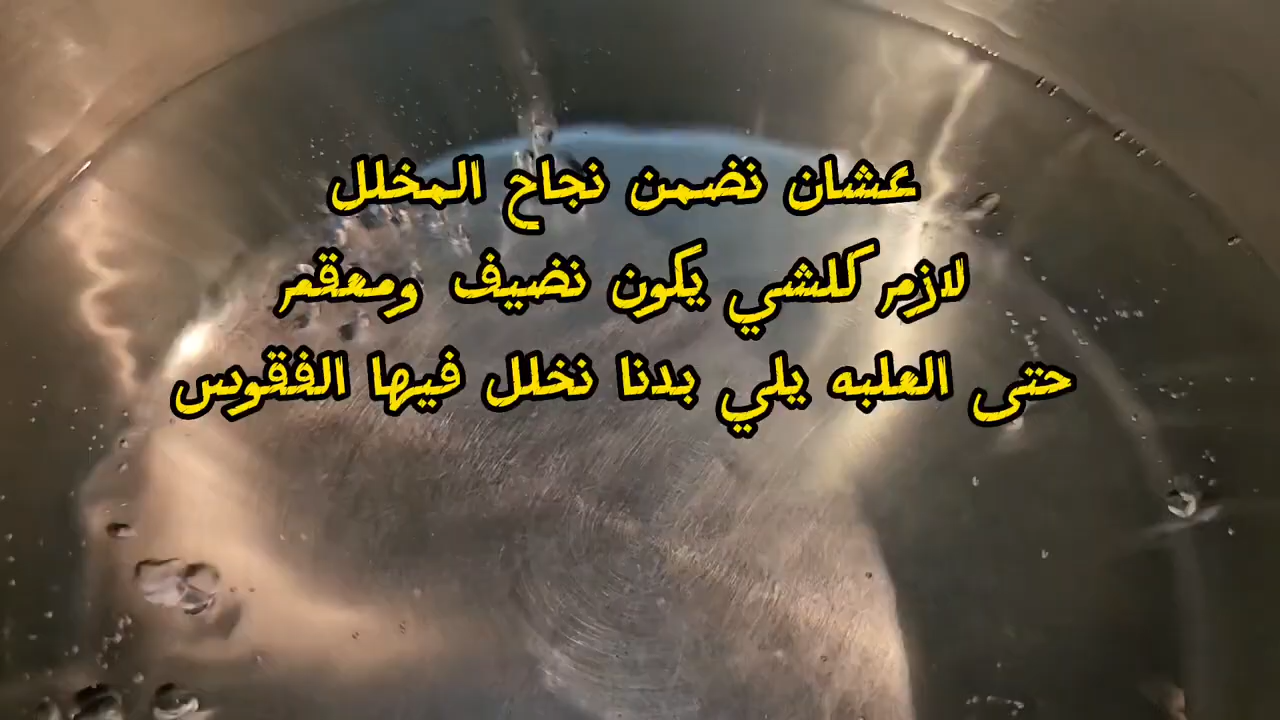 عشان نضمن نجاح المخلل
لازم كلشي يكون نضيف ومعقم
حتى العلبه يلي بدنا نخلل فيها الفقوس